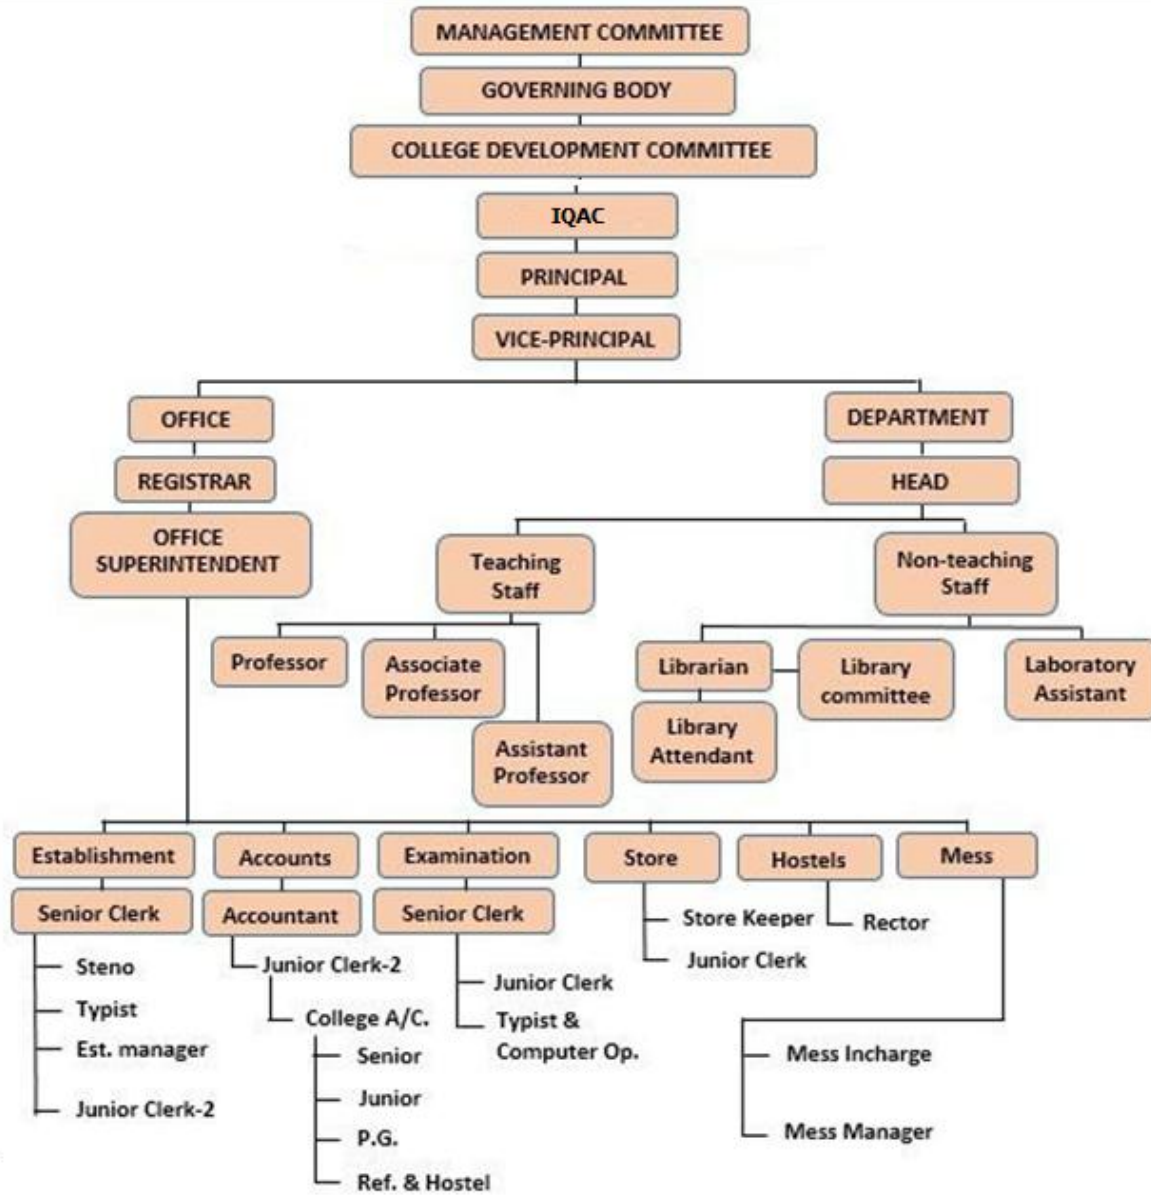 MANAGEMENT COMMITTEE
GOVERNING BODY
COLLEGE DEVELOPMENT COMMITTEE
IQAC
PRINCIPAL
VICE-PRINCIPAL
OFFICE
DEPARTMENT
REGISTRAR
HEAD
OFFICE
SUPERINTENDENT
Teaching
Staff
Non-teaching
Staff
Professor
Associate
Professor
Assistant
Professor
Librarian
Library
committee
Laboratory
Assistant
Library
Attendant
Establishment
Accounts
Examination
Store
Hostels
Mess
Senior Clerk
Accountant
Senior Clerk
Steno
Typist
Est. manager
Junior Clerk-2
Junior Clerk-2
College A/C.
Senior
Junior
P.G.
Ref. & Hostel
Junior Clerk
Typist &
Computer Op.
Store Keeper
Junior Clerk
Rector
Mess Incharge
Mess Manager